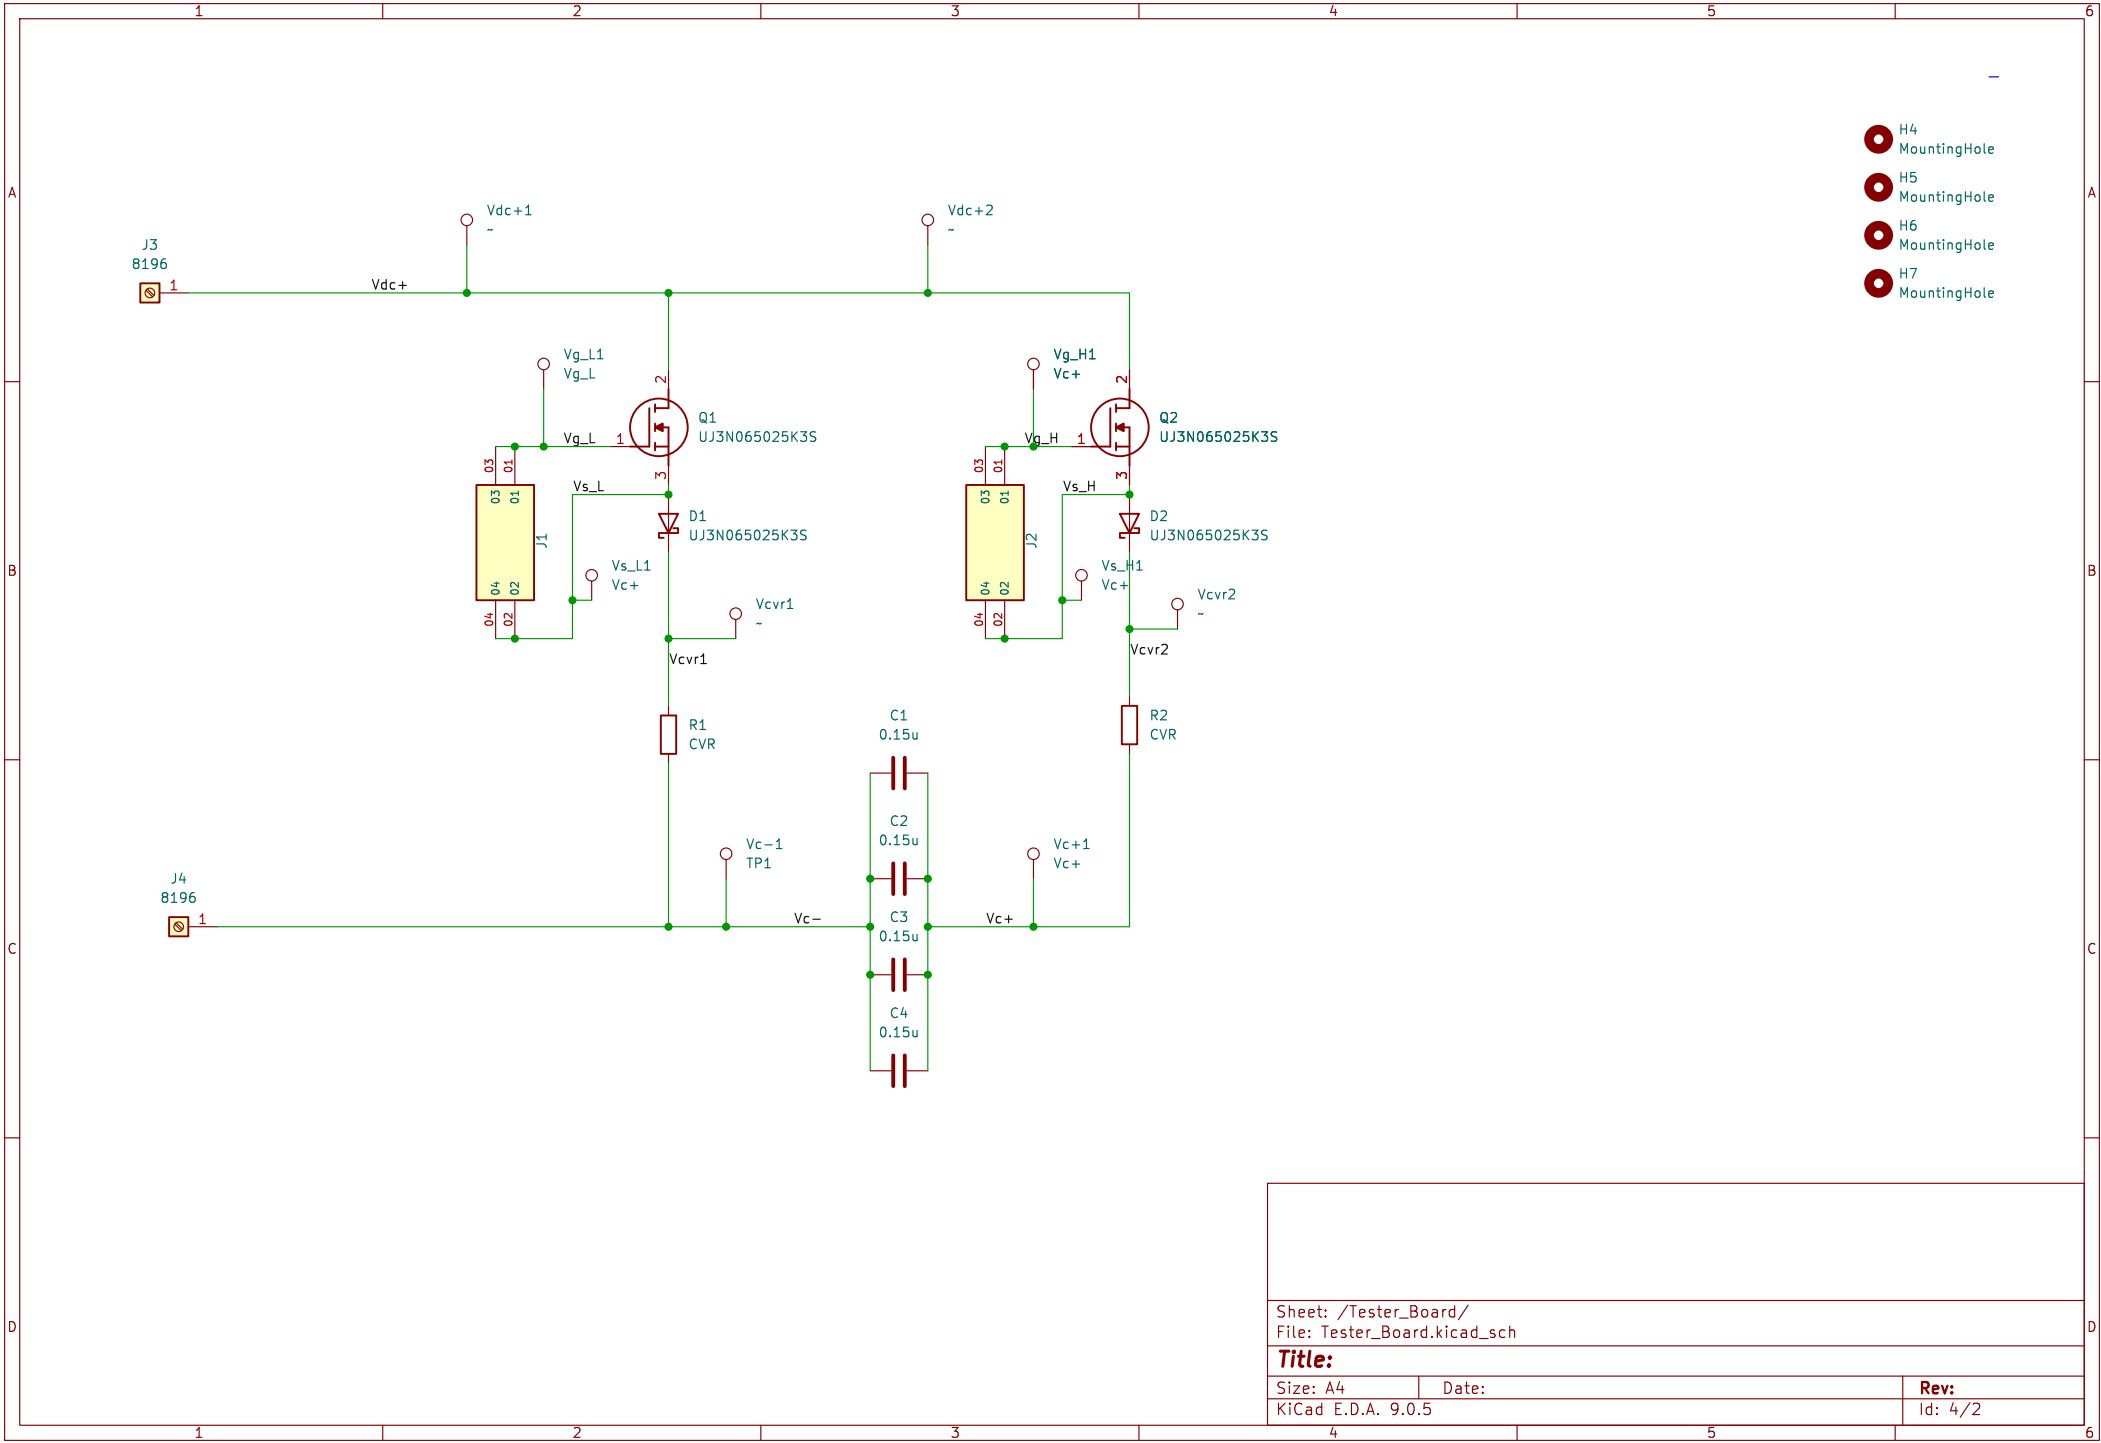 1 2 3 4 5 6
A
A
H4
MountingHole
H5
MountingHole
H6
MountingHole
H7
MountingHole
Vdc+1
~
Vdc+2
~
J3
8196
1
Vdc+
Vg_L1
Vg_L
Vg_H1
Vc+
2
2
Q1
UJ3N065025K3S
Q2
UJ3N065025K3S
Vg_L
1
Vg_H
1
03 01
3
03 01
3
Vs_L
Vs_H
03 01
03 01
D1
UJ3N065025K3S
D2
UJ3N065025K3S
J1
J2
B
B
Vs_L1
Vc+
Vs_H1
Vc+
04 02
04 02
Vcvr1
~
Vcvr2
~
04 02
04 02
Vcvr1
Vcvr2
C1
0.15u
R1
CVR
R2
CVR
C2
0.15u
Vc-1
TP1
Vc+1
Vc+
J4
8196
1
Vc-
C3
0.15u
Vc+
C
C
C4
0.15u
Sheet: /Tester_Board/
File: Tester_Board.kicad_sch
D
D
Title:
Size: A4
Date:
Rev:
KiCad E.D.A. 9.0.5
Id: 4/2
1 2 3 4 5 6